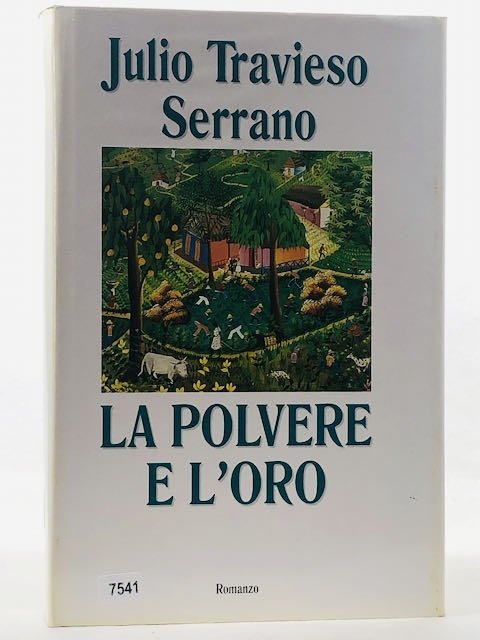 Julio Travieso
Serrano
LA POLVERE
E L'ORO
7541
Romanzo